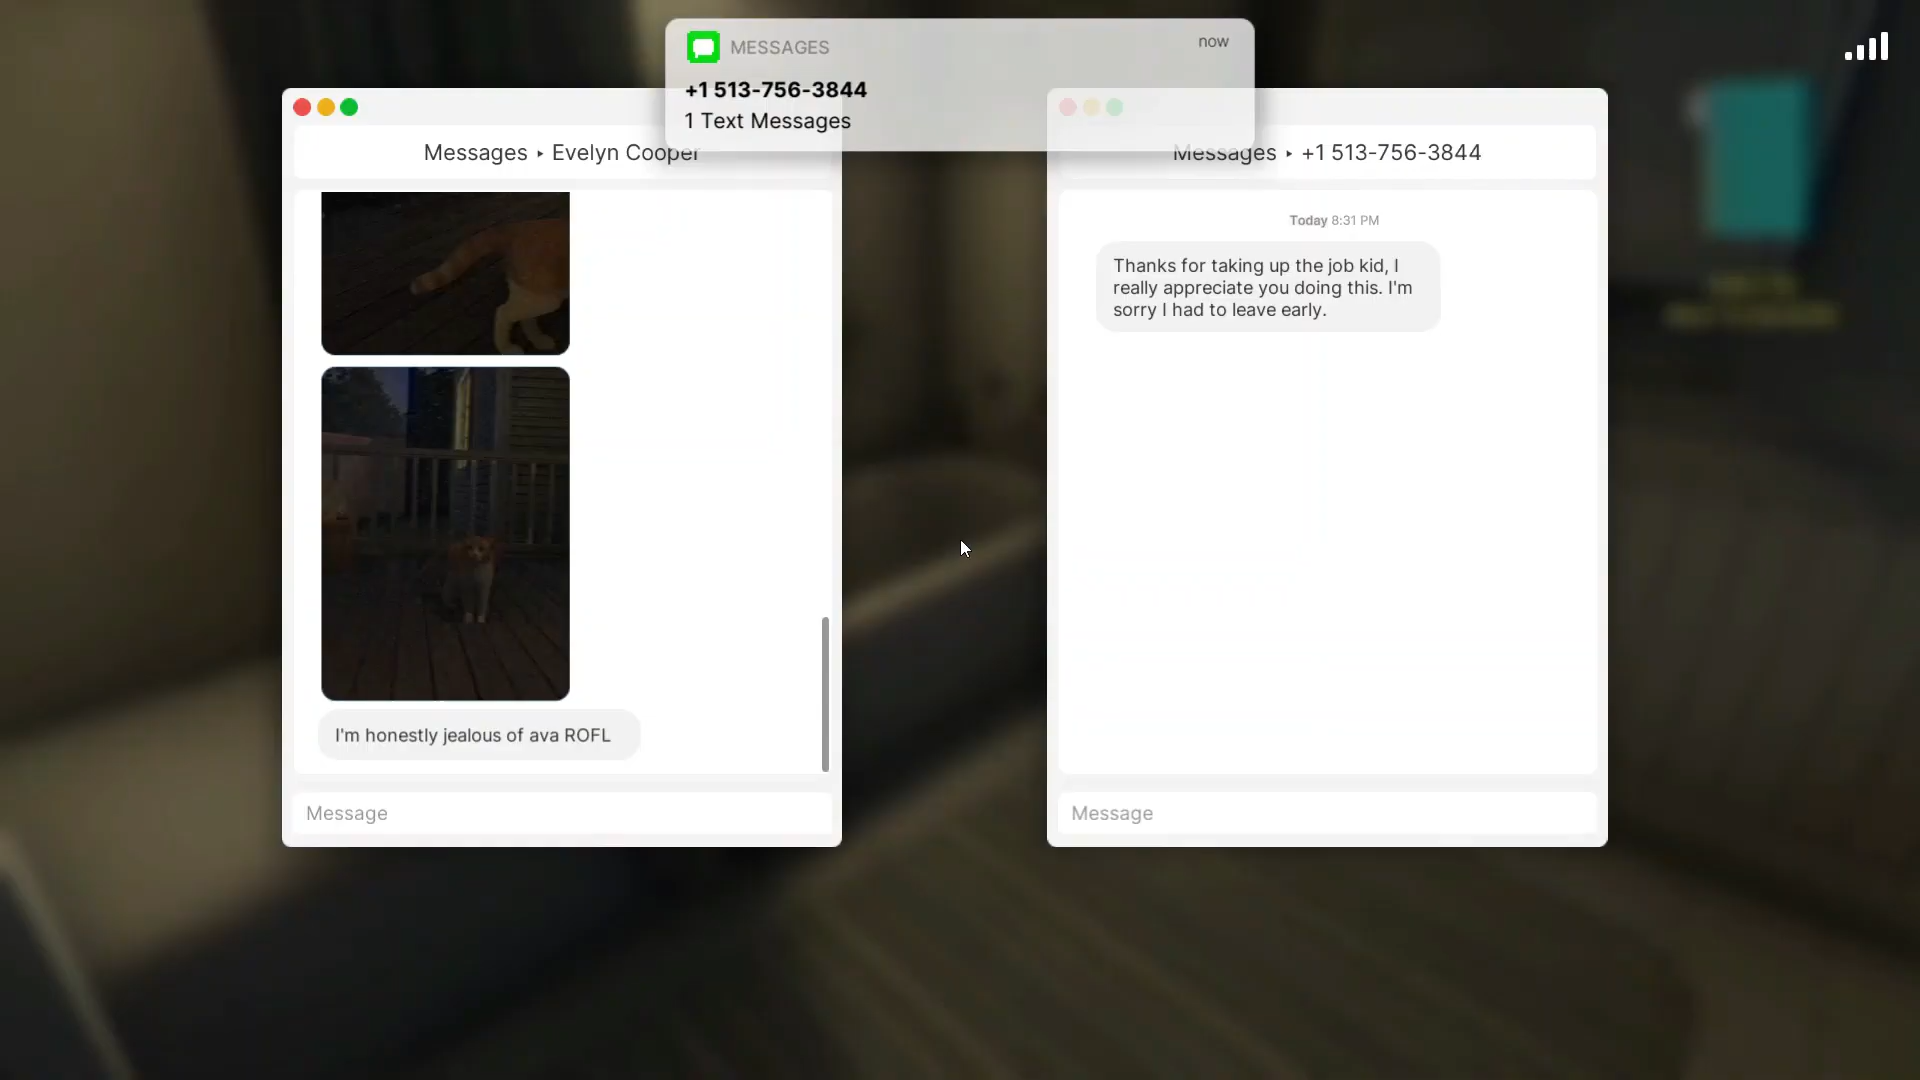 MESSAGES
now
+1 513-756-3844
1 Text Messages
Messages ‣ Evelyn Cooper
I'm honestly jealous of ava ROFL
Message
Messages ‣ +1 513-756-3844
Today 8:31 PM
Thanks for taking up the job kid, I
really appreciate you doing this. I'm
sorry I had to leave early.
Message